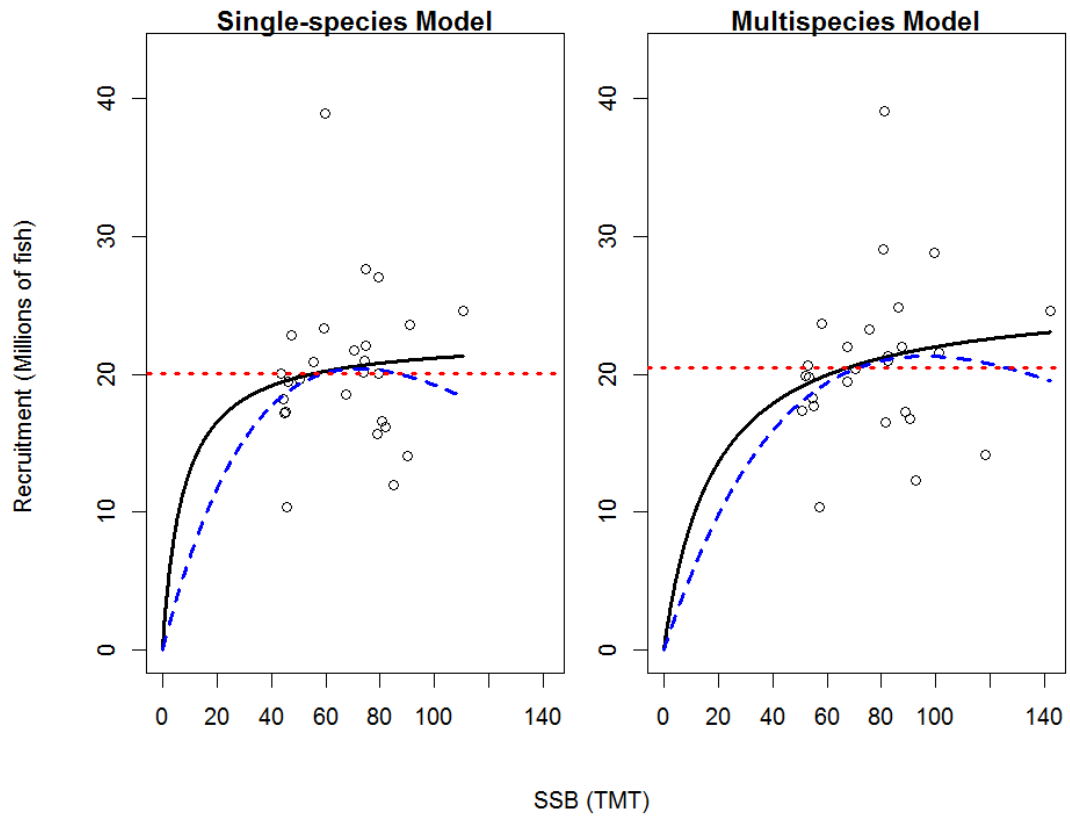 Single-species Model
Multispecies Model
Recruitment (Millions of fish)
40
30
20
10
0
40
30
20
10
0
0 20 40 60 80 100 140
0 20 40 60 80 100 140
SSB (TMT)